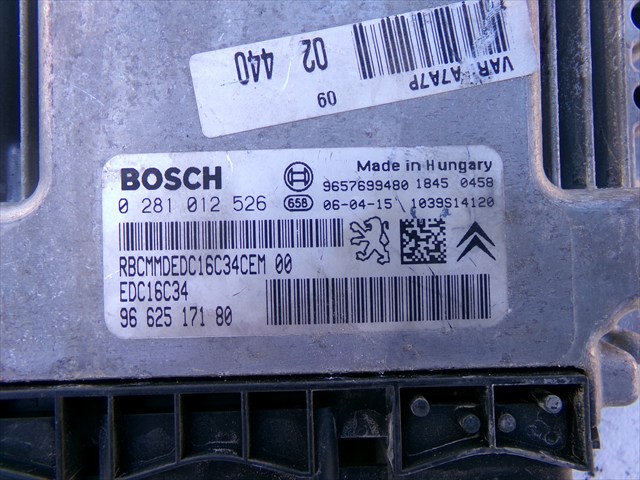 VAR A7A7P
02 440
60
BOSCH
Made in Hungary
0 281 012 526
9657699480 1845 0458
65B 06-04-15 1039S14120
RBCMMDEDC16C34CEM 00
EDC16C34
96 625 171 80